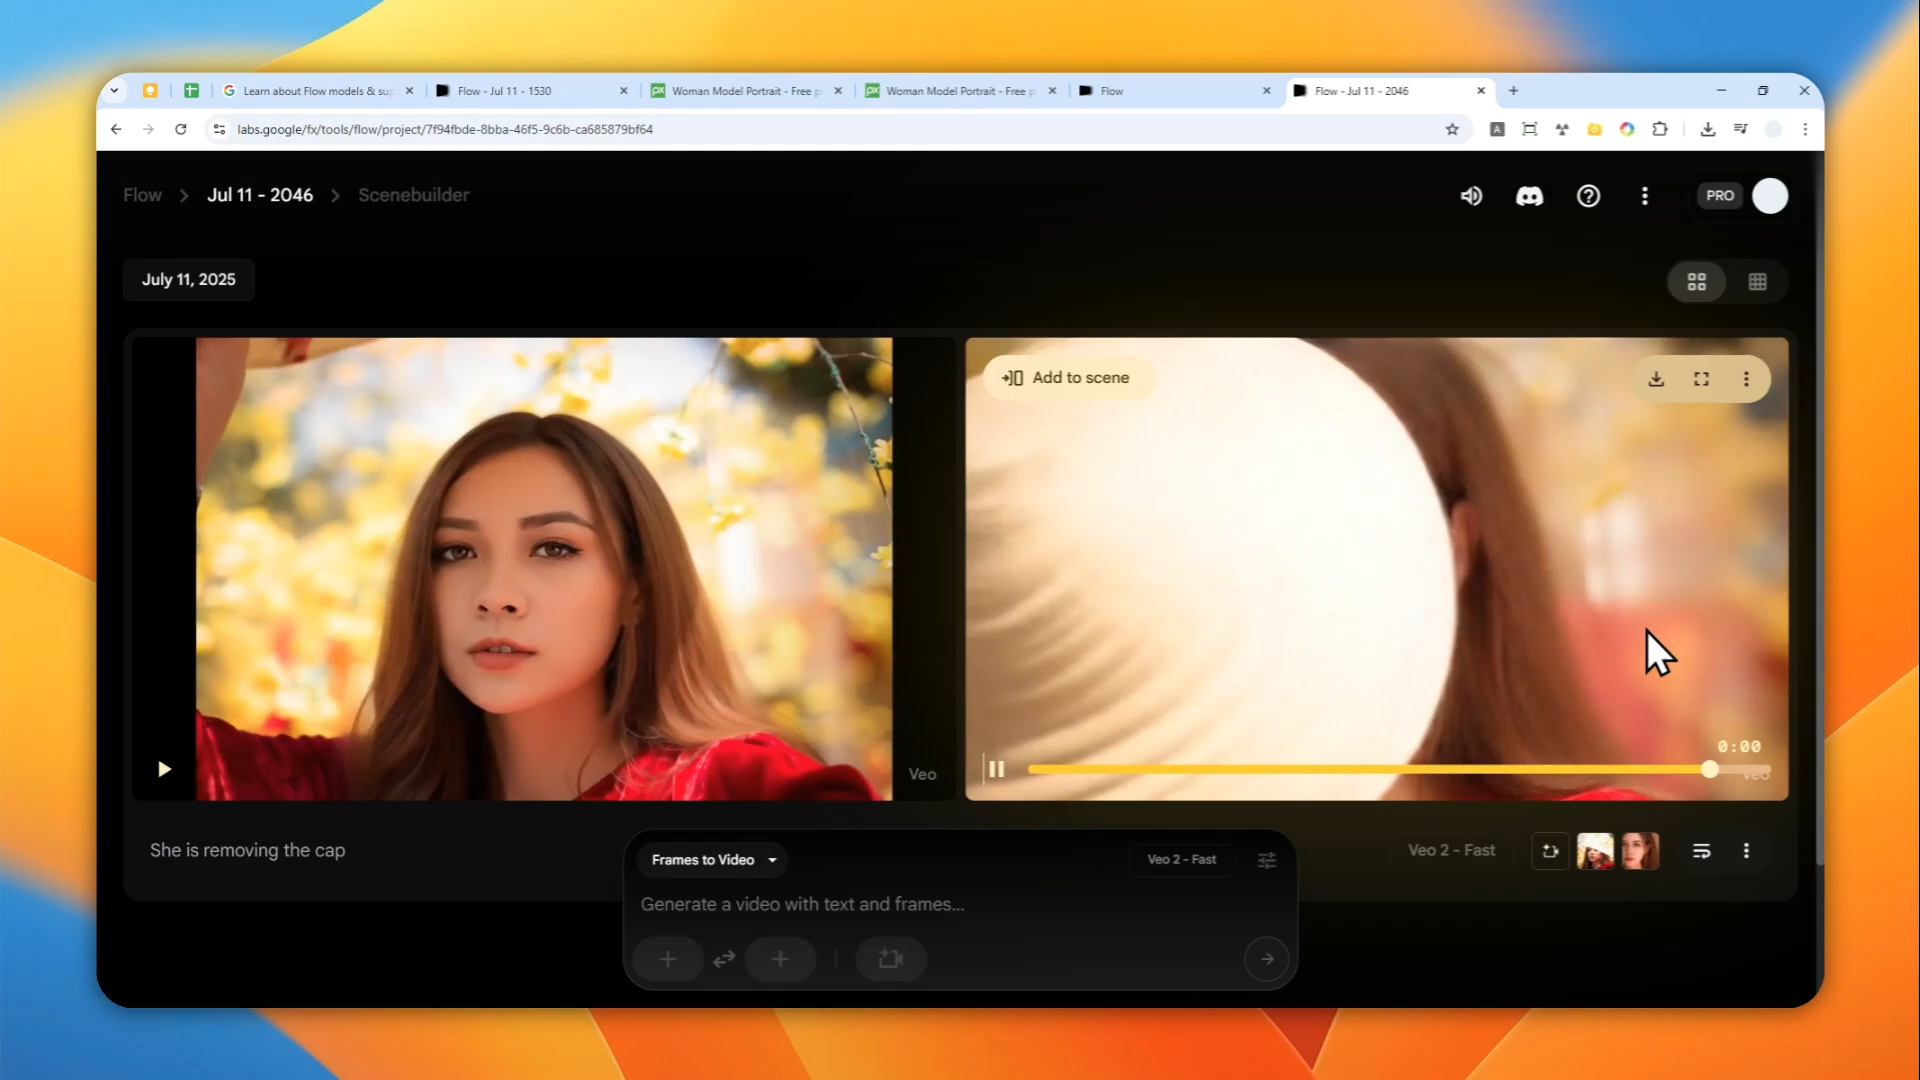 Learn about Flow models & su
Flow - Jul 11 - 1530
Woman Model Portrait - Free p
Woman Model Portrait - Free p
Flow
Flow - Jul 11 - 2046
labs.google/fx/tools/flow/project/7f94fbde-8bba-46f5-9c6b-ca685879bf64
Flow > Jul 11 - 2046 > Scenebuilder
PRO
July 11, 2025
Add to scene
0:00
Veo
Veo
She is removing the cap
Veo 2 - Fast
Frames to Video
Veo 2 - Fast
Generate a video with text and frames...